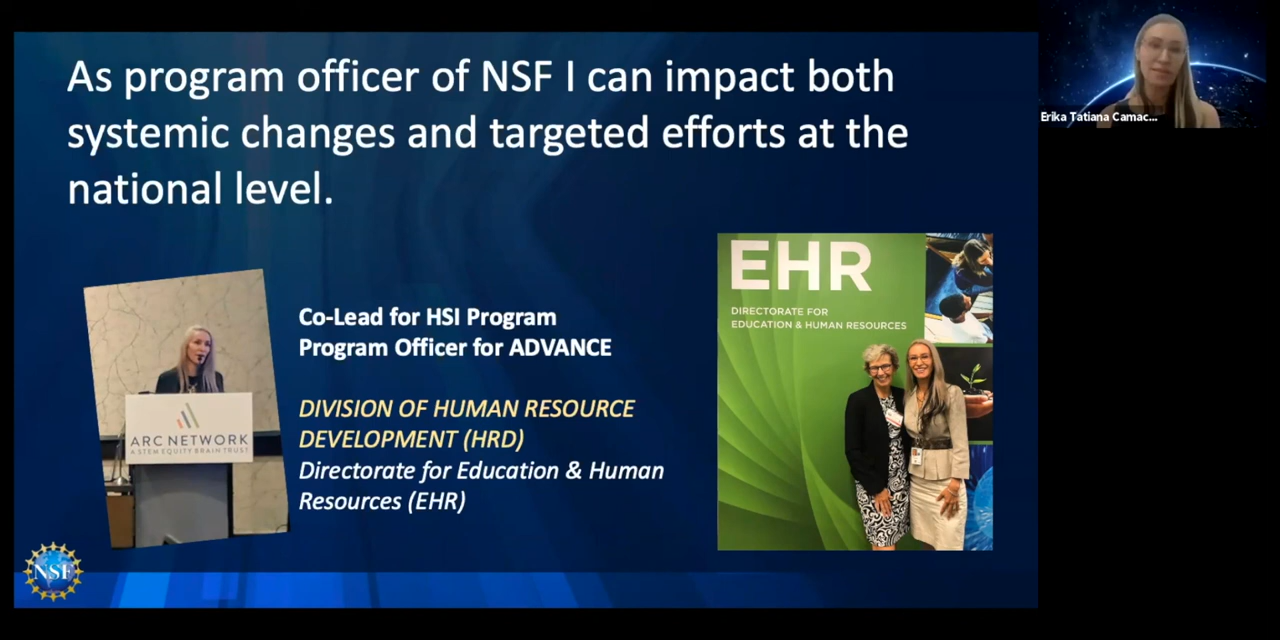 As program officer of NSF I can impact both
systemic changes and targeted efforts at the
national level.
Erika Tatiana Camac...
EHR
DIRECTORATE FOR
EDUCATION & HUMAN RESOURCES
Co-Lead for HSI Program
Program Officer for ADVANCE
DIVISION OF HUMAN RESOURCE
DEVELOPMENT (HRD)
Directorate for Education & Human
Resources (EHR)
ARC NETWORK
A STEM EQUITY BRAIN TRUST
NSF